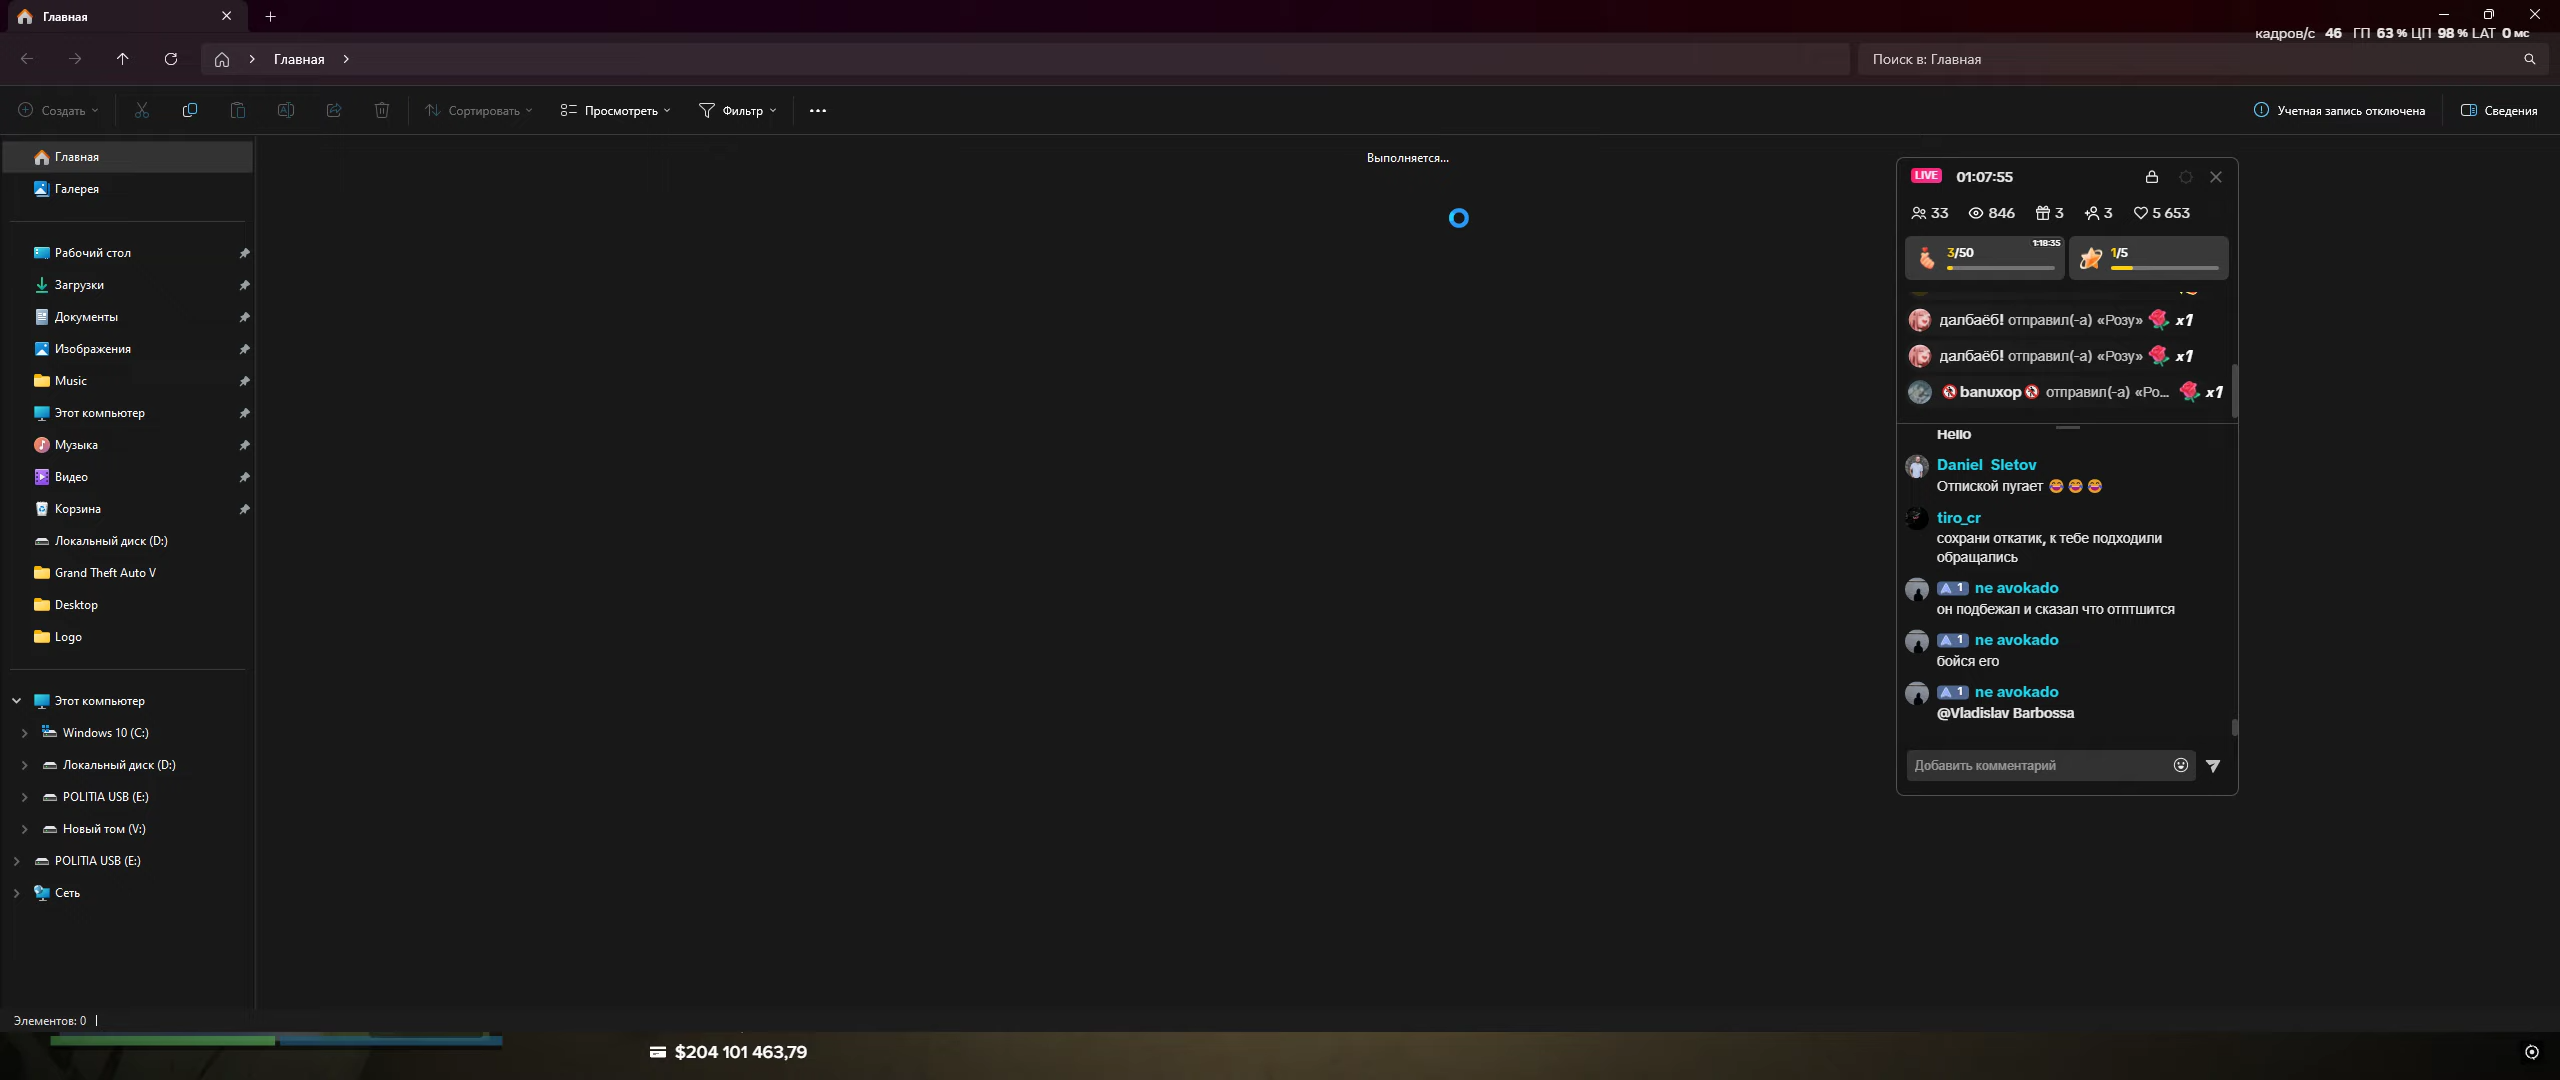 Главная
кадров/с 46 ГП 63 % ЦП 98 % LAT 0 мс
Главная
Поиск в: Главная
Создать
Сортировать
Просмотреть
Фильтр
Учетная запись отключена
Сведения
Главная
Галерея
Рабочий стол
Загрузки
Документы
Изображения
Music
Этот компьютер
Музыка
Видео
Корзина
Локальный диск (D:)
Grand Theft Auto V
Desktop
Logo
Этот компьютер
Windows 10 (C:)
Локальный диск (D:)
POLITIA USB (E:)
Новый том (V:)
POLITIA USB (E:)
Сеть
Элементов: 0
Выполняется...
LIVE 01:07:55
33 846 3 3 5 653
3/50 1:18:35 1/5
далбаёб! отправил(-а) «Розу» x1
далбаёб! отправил(-а) «Розу» x1
banuxop отправил(-а) «Ро... x1
Hello
Daniel Sletov
Отпиской пугает 😂 😂 😂
tiro_cr
сохрани откатик, к тебе подходили
обращались
1 ne avokado
он подбежал и сказал что отптшится
1 ne avokado
бойся его
1 ne avokado
@Vladislav Barbossa
Добавить комментарий
$204 101 463,79